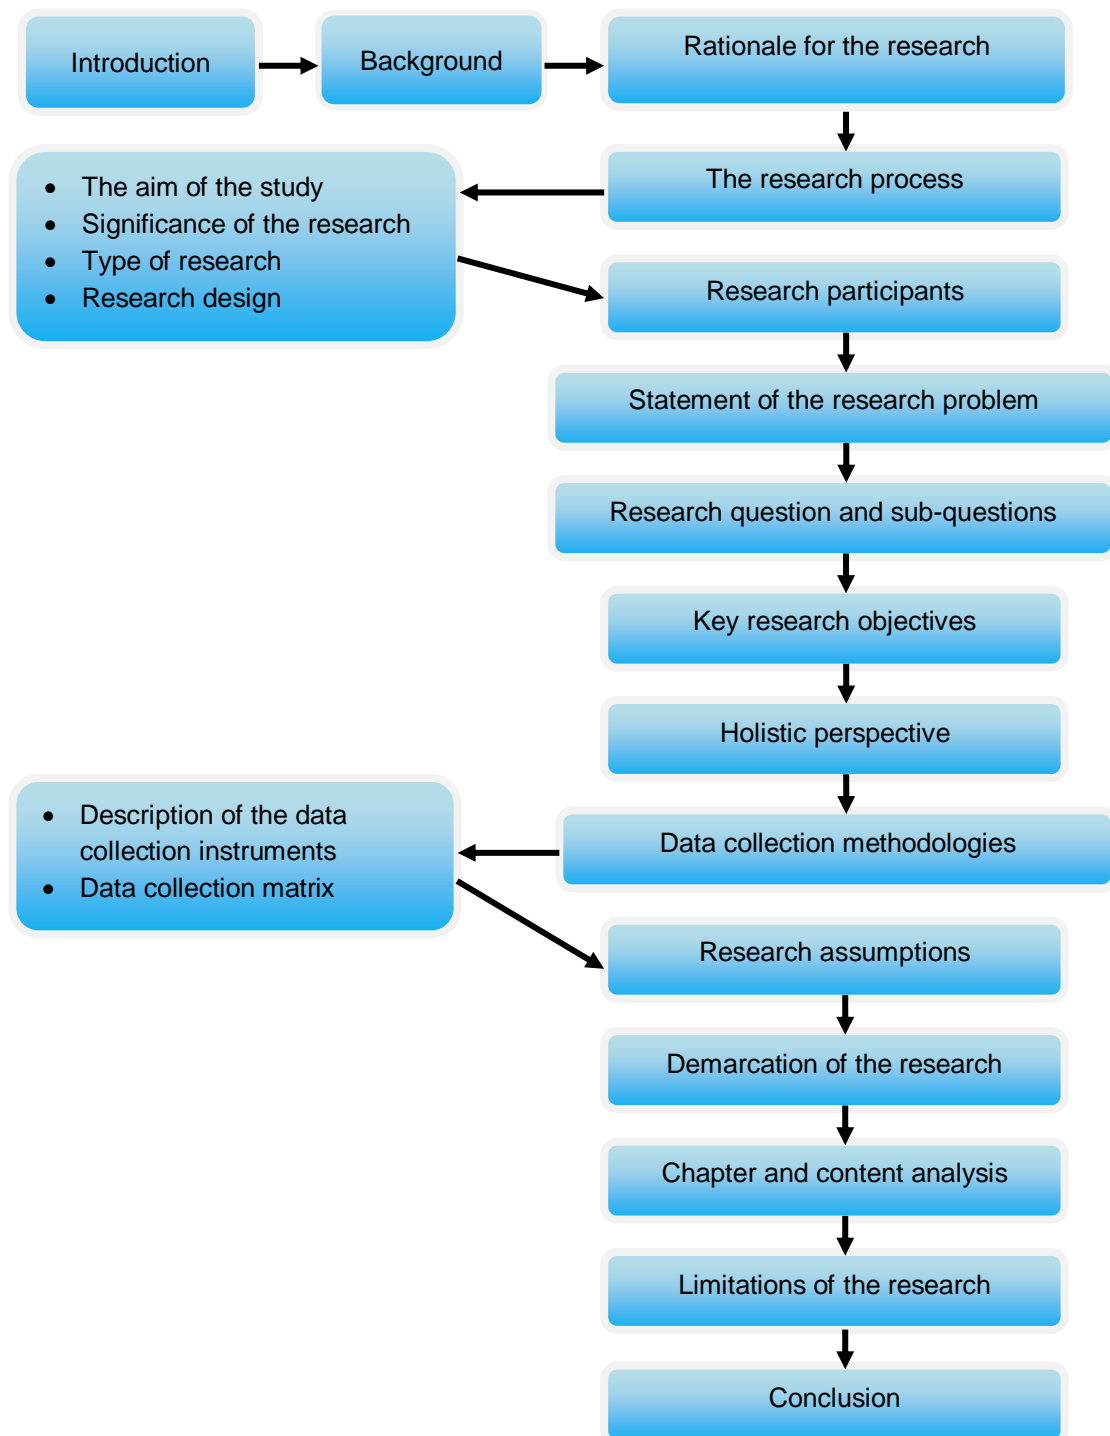 Introduction
Background
Rationale for the research
The research process
• The aim of the study
• Significance of the research
• Type of research
• Research design
Research participants
Statement of the research problem
Research question and sub-questions
Key research objectives
Holistic perspective
Data collection methodologies
• Description of the data
collection instruments
• Data collection matrix
Research assumptions
Demarcation of the research
Chapter and content analysis
Limitations of the research
Conclusion